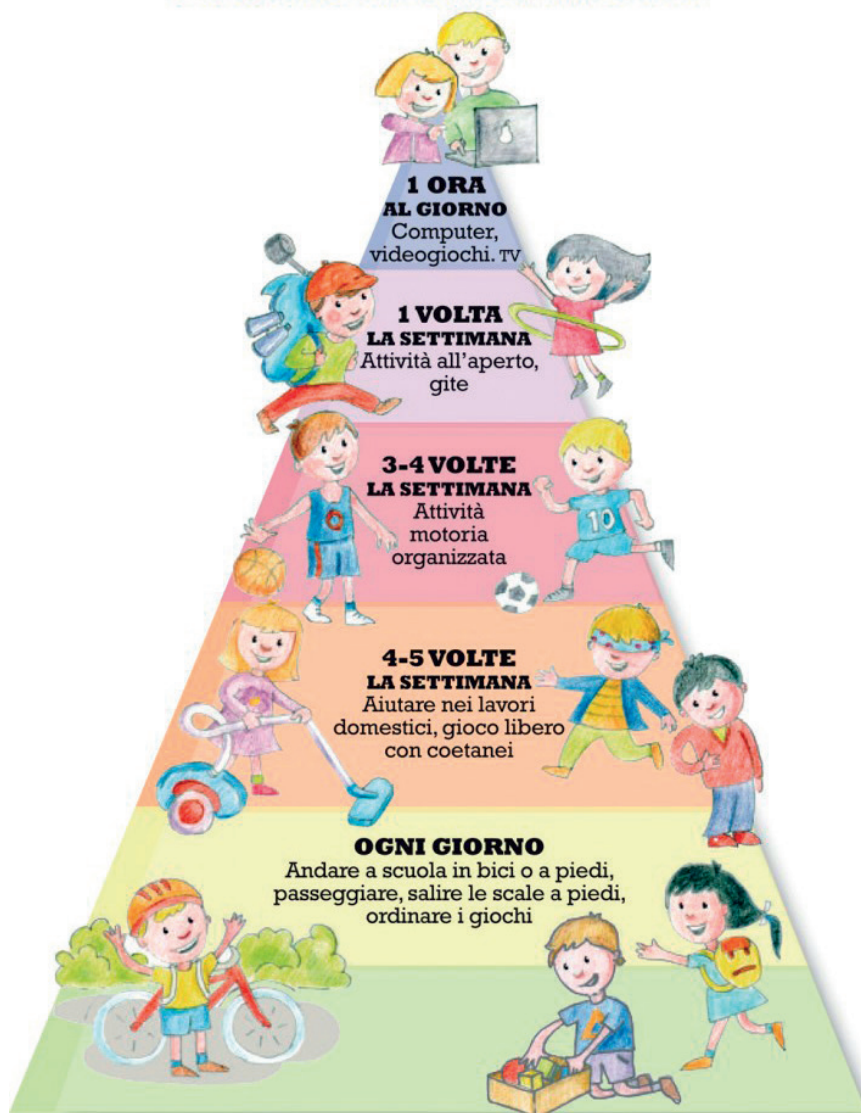 1 ORA
AL GIORNO
Computer,
videogiochi. TV
1 VOLTA
LA SETTIMANA
Attività all'aperto,
gite
3-4 VOLTE
LA SETTIMANA
Attività
motoria
organizzata
10
4-5 VOLTE
LA SETTIMANA
Aiutare nei lavori
domestici, gioco libero
con coetanei
OGNI GIORNO
Andare a scuola in bici o a piedi,
passeggiare, salire le scale a piedi,
ordinare i giochi